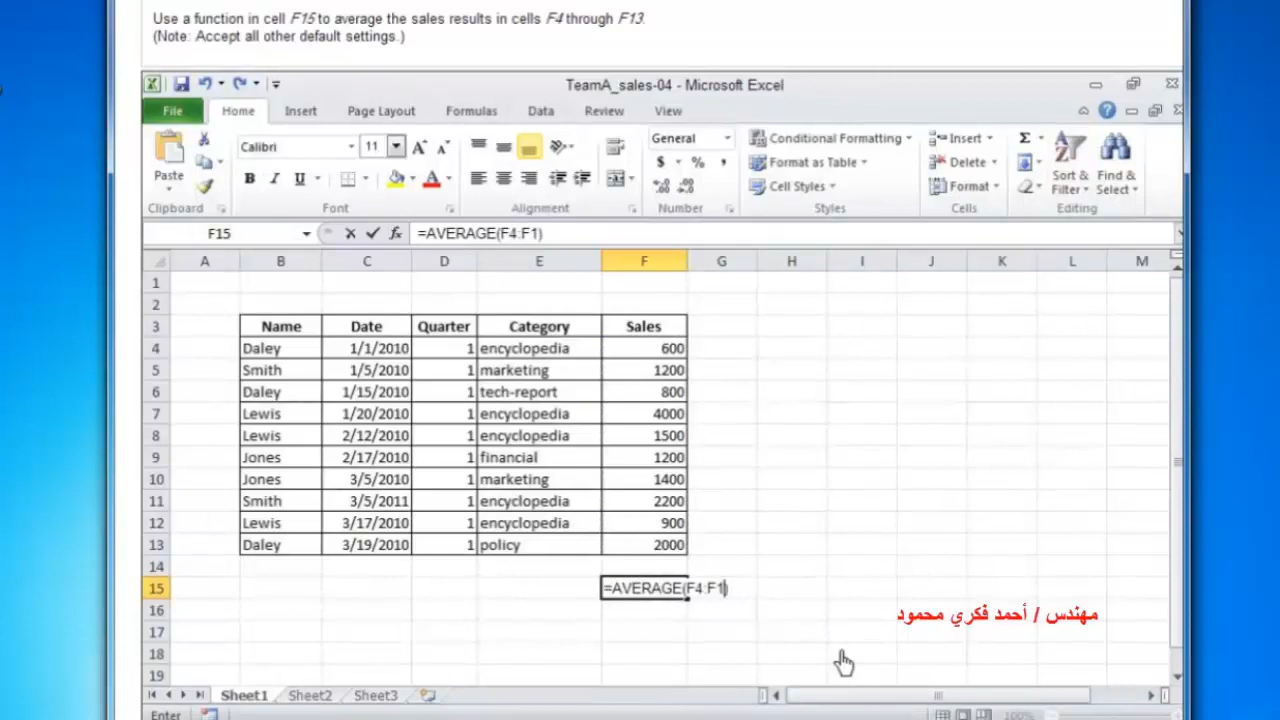 Use a function in cell F15 to average the sales results in cells F4 through F13.
(Note: Accept all other default settings.)
TeamA_sales-04 - Microsoft Excel
File Home Insert Page Layout Formulas Data Review View
Calibri 11 General Conditional Formatting Insert
Paste Format as Table Delete Sort & Find &
B I U $ % , Cell Styles Format Filter Select
Clipboard Font Alignment Number Styles Cells Editing
F15 fx =AVERAGE(F4:F1)
A B C D E F G H I J K L M
1
2
3 Name Date Quarter Category Sales
4 Daley 1/1/2010 1 encyclopedia 600
5 Smith 1/5/2010 1 marketing 1200
6 Daley 1/15/2010 1 tech-report 800
7 Lewis 1/20/2010 1 encyclopedia 4000
8 Lewis 2/12/2010 1 encyclopedia 1500
9 Jones 2/17/2010 1 financial 1200
10 Jones 3/5/2010 1 marketing 1400
11 Smith 3/5/2011 1 encyclopedia 2200
12 Lewis 3/17/2010 1 encyclopedia 900
13 Daley 3/19/2010 1 policy 2000
14
15 =AVERAGE(F4:F1)
16
مهندس / أحمد فكري محمود
17
18
19
Sheet1 Sheet2 Sheet3
Enter 100%